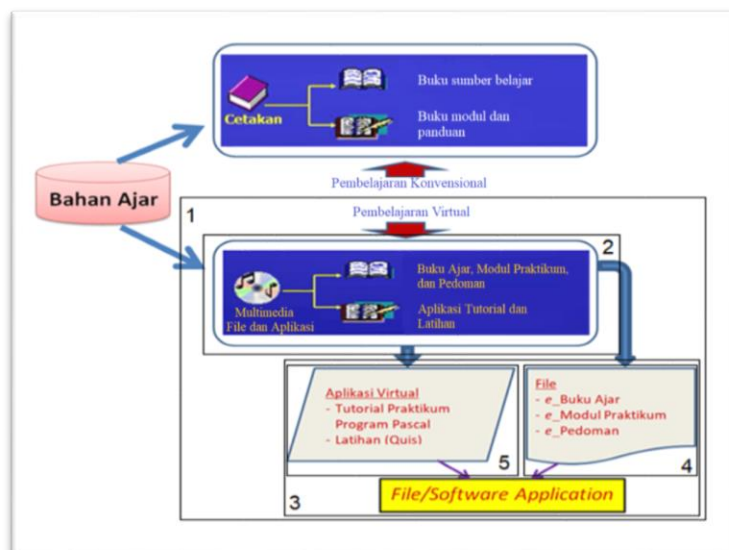 Cetakan
Buku sumber belajar
Buku modul dan
panduan
Bahan Ajar
Pembelajaran Konvensional
1
Pembelajaran Virtual
2
Multimedia
File dan Aplikasi
Buku Ajar, Modul Praktikum,
dan Pedoman
Aplikasi Tutorial dan
Latihan
Aplikasi Virtual
- Tutorial Praktikum
Program Pascal
- Latihan (Quis)
5
File
- e_Buku Ajar
- e_Modul Praktikum
- e_Pedoman
4
3
File/Software Application